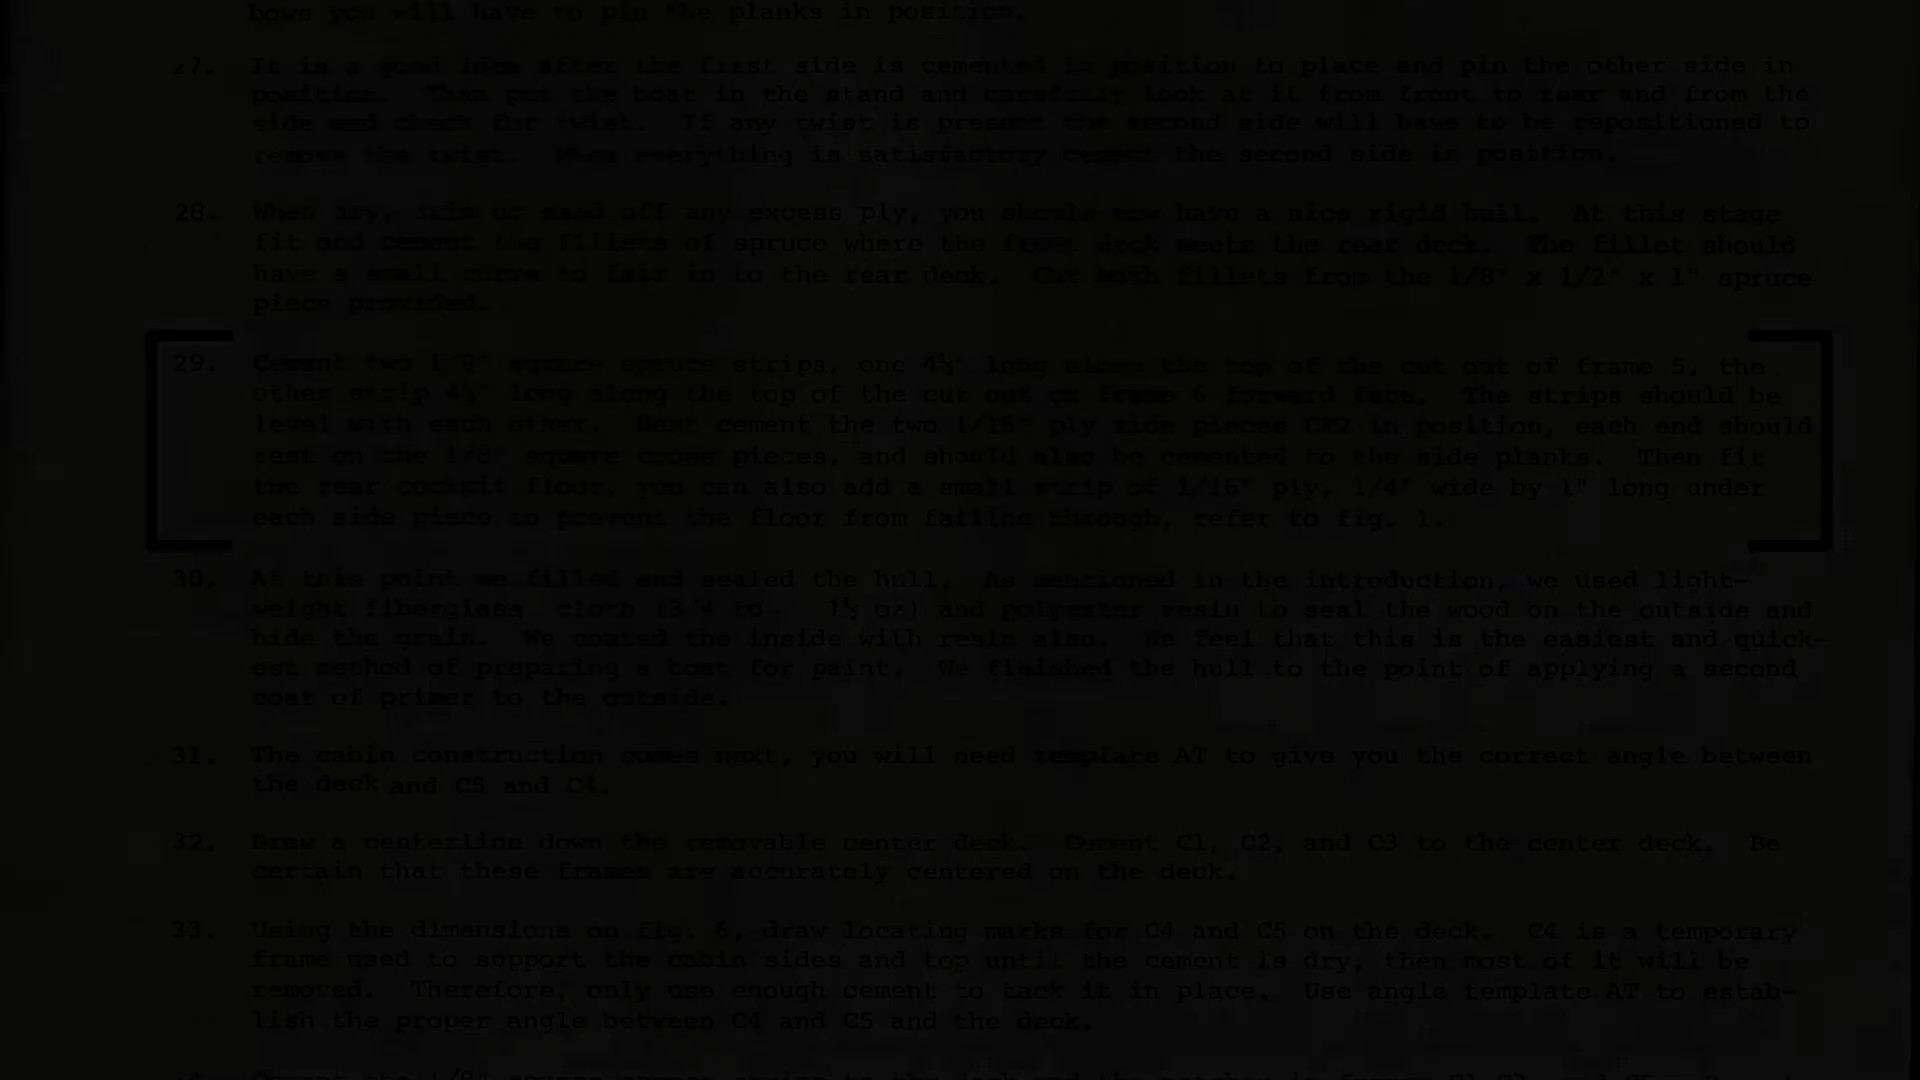 bows you will have to pin the planks in position.
27. It is a good idea after the first side is cemented in position to place and pin the other side in
position. Then put the boat in the stand and carefully look at it from front to rear and from the
side and check for twist. If any twist is present the second side will have to be repositioned to
remove the twist. When everything is satisfactory cement the second side in position.
28. When dry, trim or sand off any excess ply, you should now have a nice rigid hull. At this stage
fit and cement the fillets of spruce where the front deck meets the rear deck. The fillet should
have a small curve to fair in to the rear deck. Cut both fillets from the 1/8" x 1/2" x 1" spruce
piece provided.
29. Cement two 1/8" square spruce strips, one 4½" long along the top of the cut out of frame 5, the
other strip 4½" long along the top of the cut out on frame 6 forward face. The strips should be
level with each other. Next cement the two 1/16" ply side pieces CP2 in position, each end should
rest on the 1/8" square cross pieces, and should also be cemented to the side planks. Then fit
the rear cockpit floor, you can also add a small strip of 1/16" ply, 1/4" wide by 1" long under
each side piece to prevent the floor from falling through, refer to fig. 1.
30. At this point we filled and sealed the hull. As mentioned in the introduction, we used light-
weight fiberglass cloth (3/4 to 1½ oz) and polyester resin to seal the wood on the outside and
hide the grain. We coated the inside with resin also. We feel that this is the easiest and quick-
est method of preparing a boat for paint. We finished the hull to the point of applying a second
coat of primer to the outside.
31. The cabin construction comes next, you will need template AT to give you the correct angle between
the deck and C5 and C4.
32. Draw a centerline down the removable center deck. Cement C1, C2, and C3 to the center deck. Be
certain that these frames are accurately centered on the deck.
33. Using the dimensions on fig. 6, draw locating marks for C4 and C5 on the deck. C4 is a temporary
frame used to support the cabin sides and top until the cement is dry, then most of it will be
removed. Therefore, only use enough cement to tack it in place. Use angle template AT to estab-
lish the proper angle between C4 and C5 and the deck.